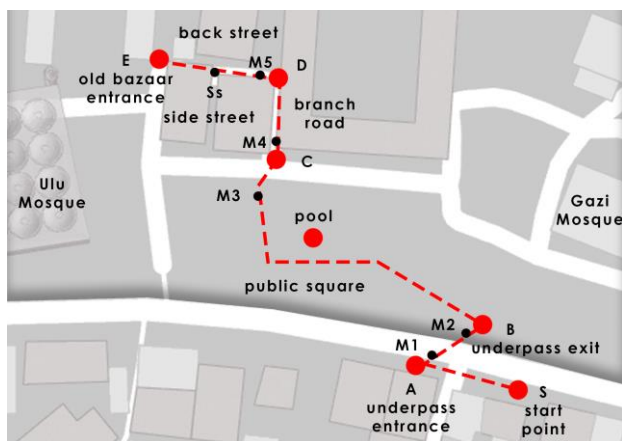 back street
E
M5
D
old bazaar
entrance
Ss
side street
branch
road
M4
C
Ulu
Mosque
M3
Gazi
Mosque
pool
public square
M2
B
underpass exit
M1
A
underpass
entrance
S
start
point